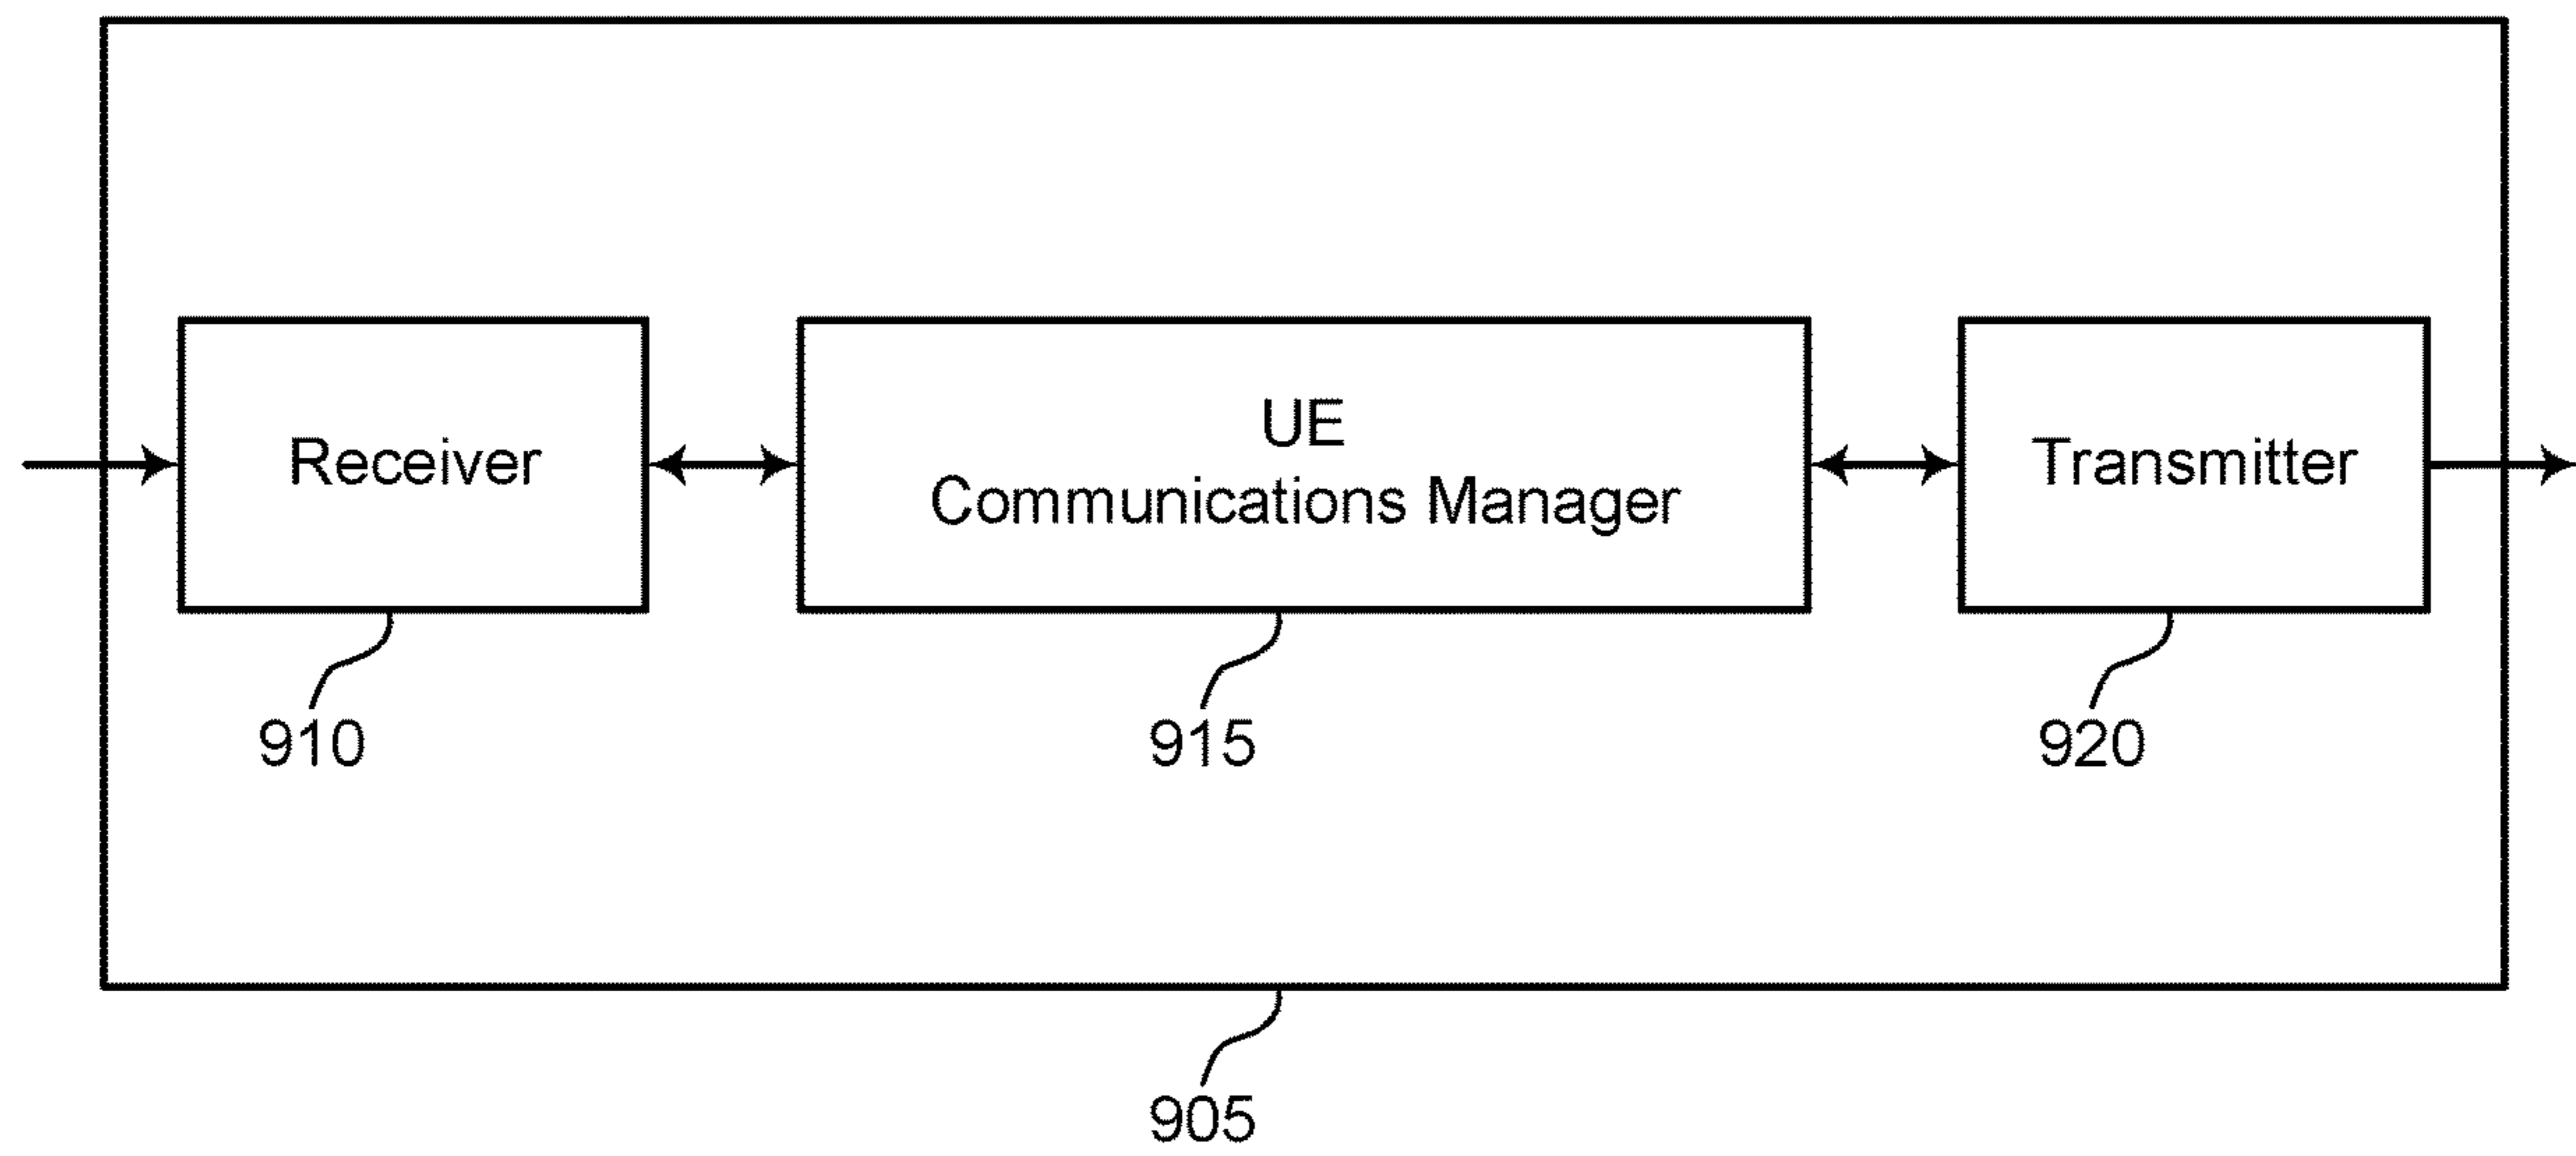 Receiver
UE
Communications Manager
Transmitter
910
915
920
905